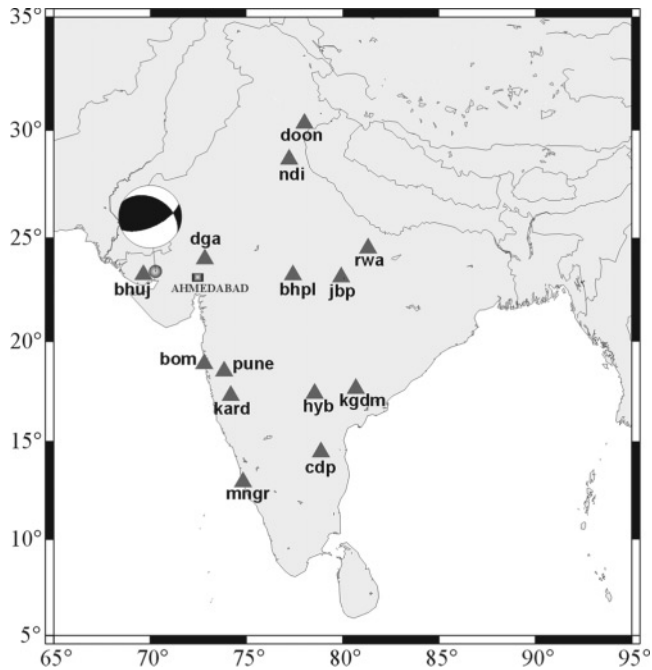 35°
30°
doon
ndi
25°
dga
rwa
bhuj
AHMEDABAD
bhpl
jbp
20°
bom
pune
kard
hyb
kgdm
15°
cdp
mngr
10°
5°
65° 70° 75° 80° 85° 90° 95°